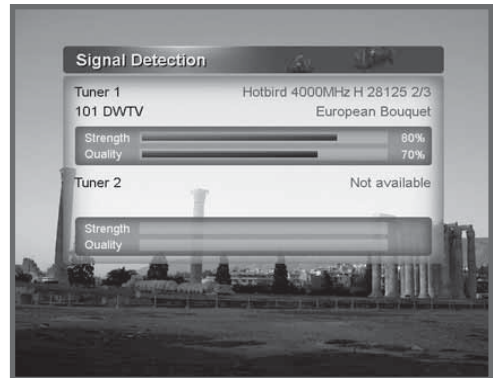 Signal Detection
Tuner 1 Hotbird 4000MHz H 28125 2/3
101 DWTV European Bouquet
Strength 80%
Quality 70%
Tuner 2 Not available
Strength
Quality